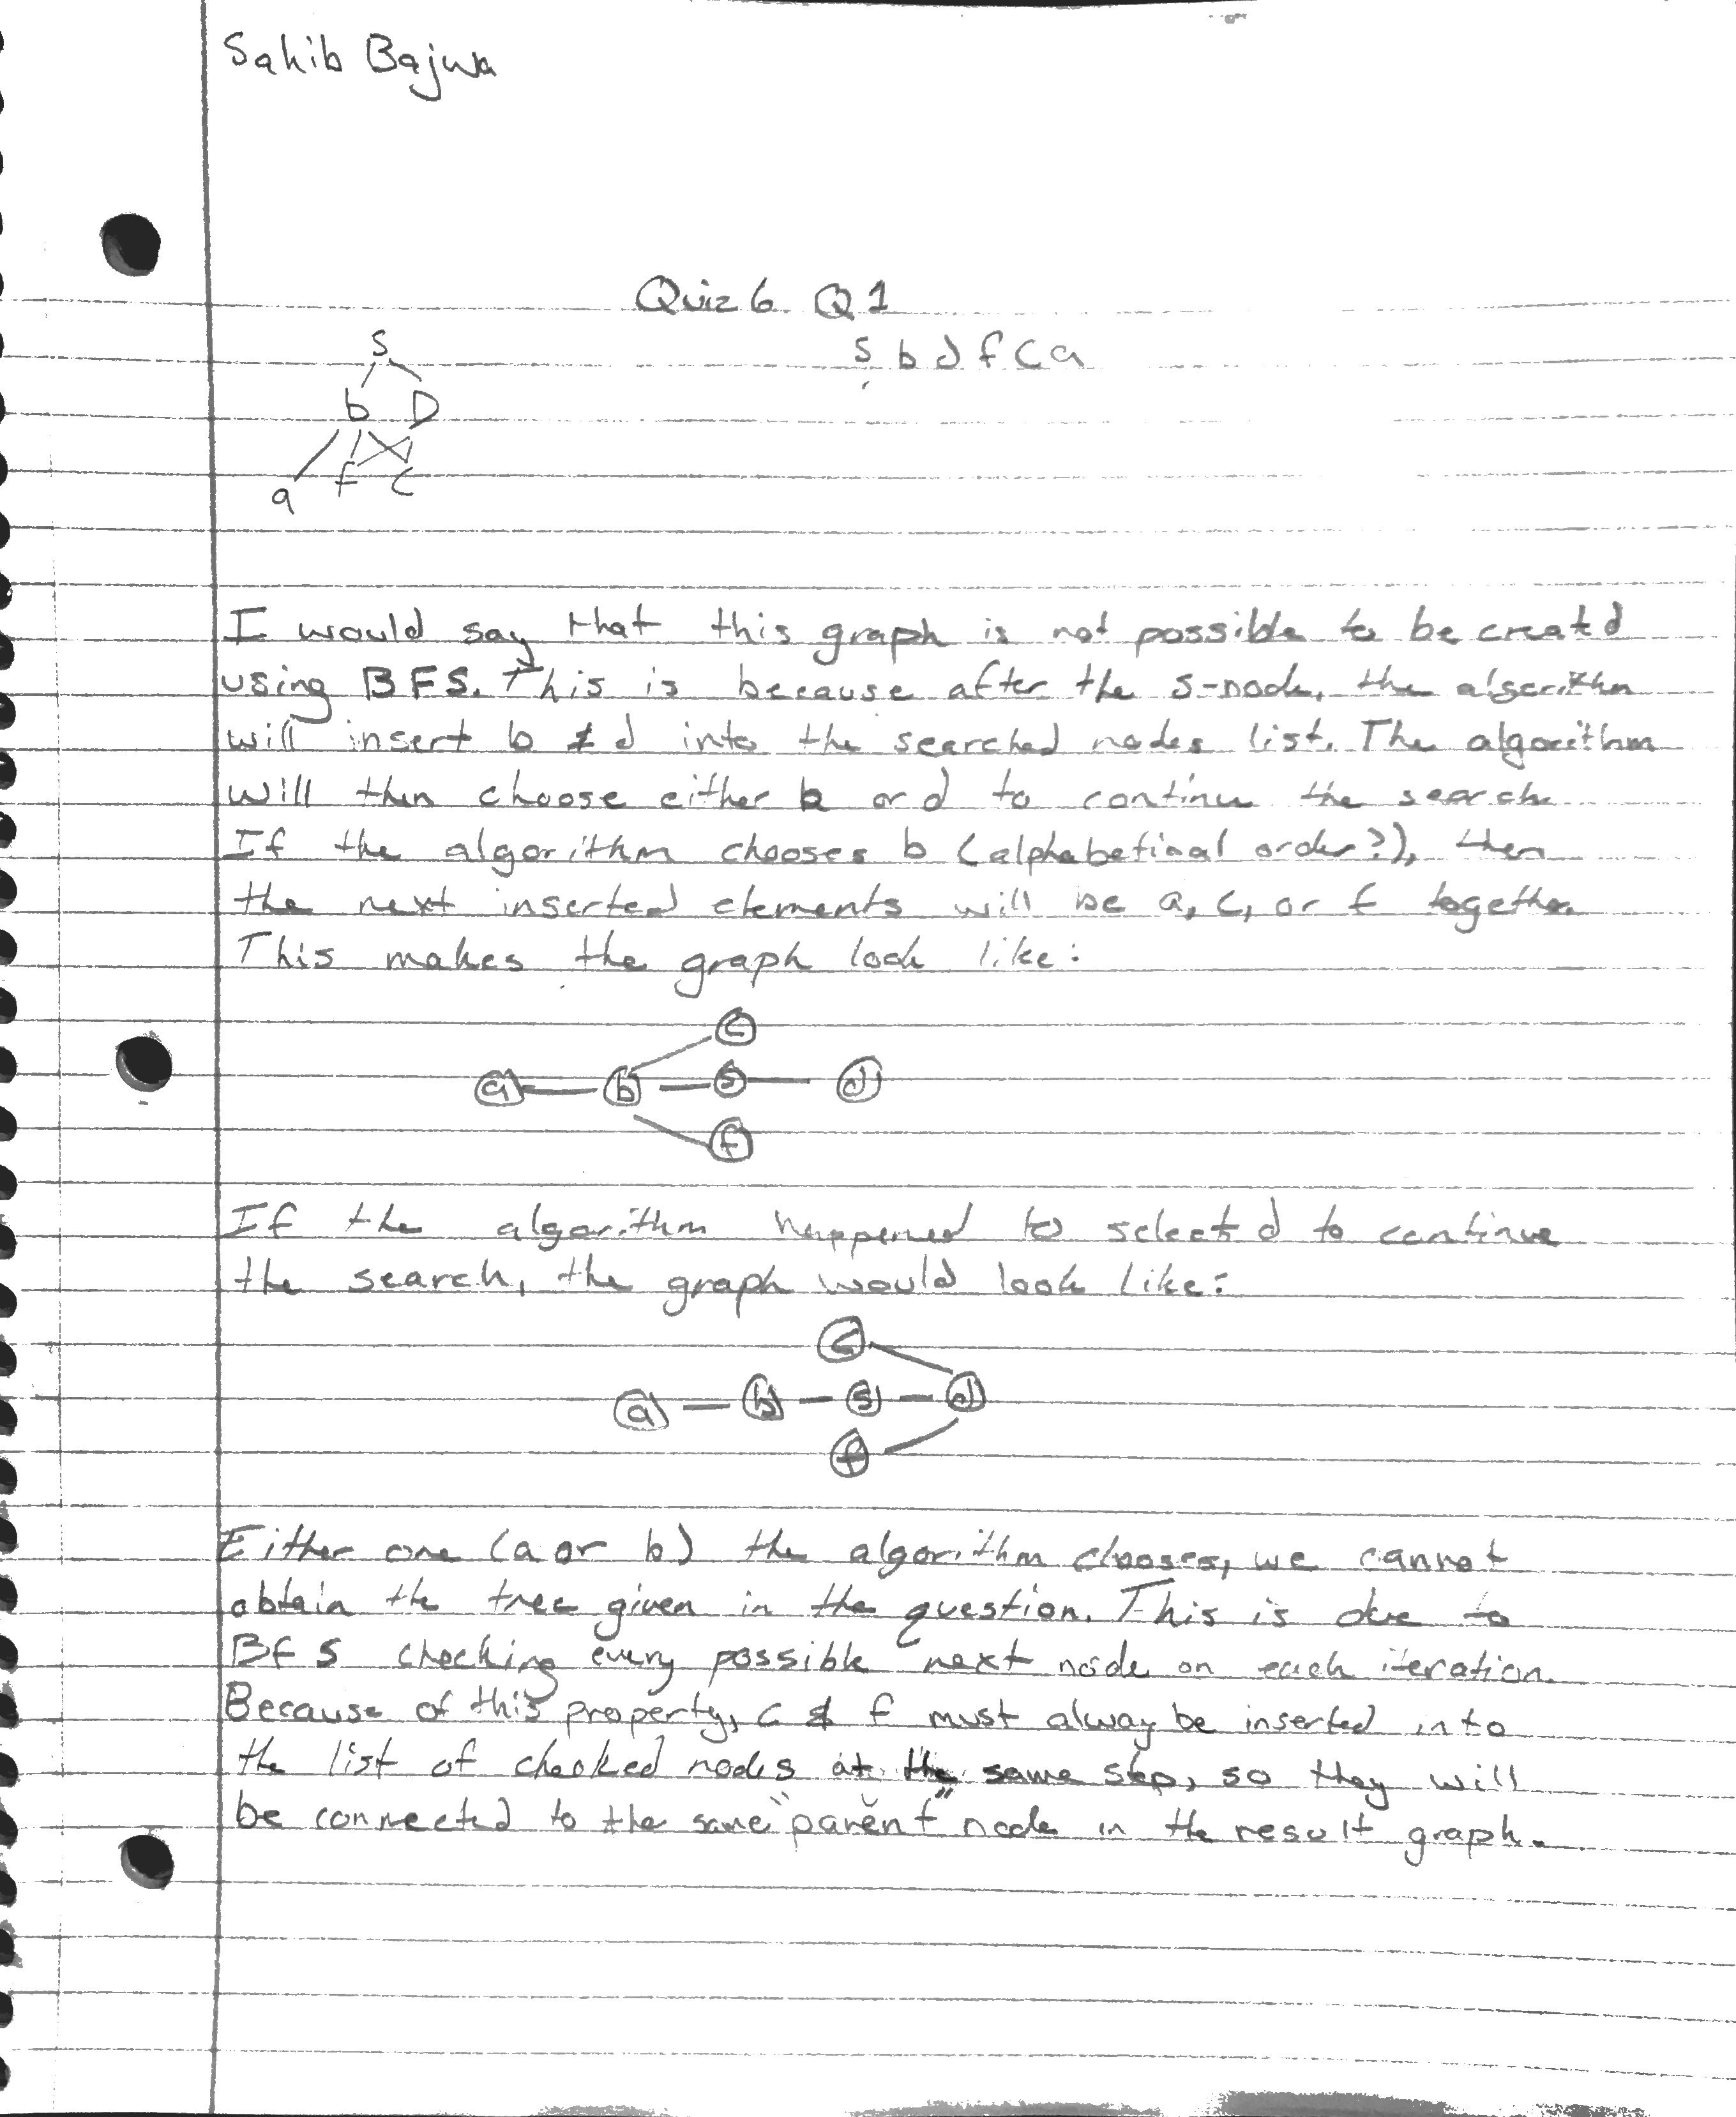 Sahib Bajwa
Quiz 6 Q1
s b d f c a
S
b D
a f C
I would say that this graph is not possible to be created
using BFS. This is because after the s-node, the algorithm
will insert b & d into the searched nodes list. The algorithm
will then choose either b or d to continue the search.
If the algorithm chooses b (alphabetical order?), then
the next inserted elements will be a, c, or f together.
This makes the graph look like:
c
a b s d
f
If the algorithm happened to select d to continue
the search, the graph would look like:
c
a b s d
f
Either one (a or b) the algorithm chooses, we cannot
obtain the tree given in the question. This is due to
BFS checking every possible next node on each iteration.
Because of this property, c & f must alway be inserted into
the list of checked nodes at the same step, so they will
be connected to the same "parent" node in the result graph.